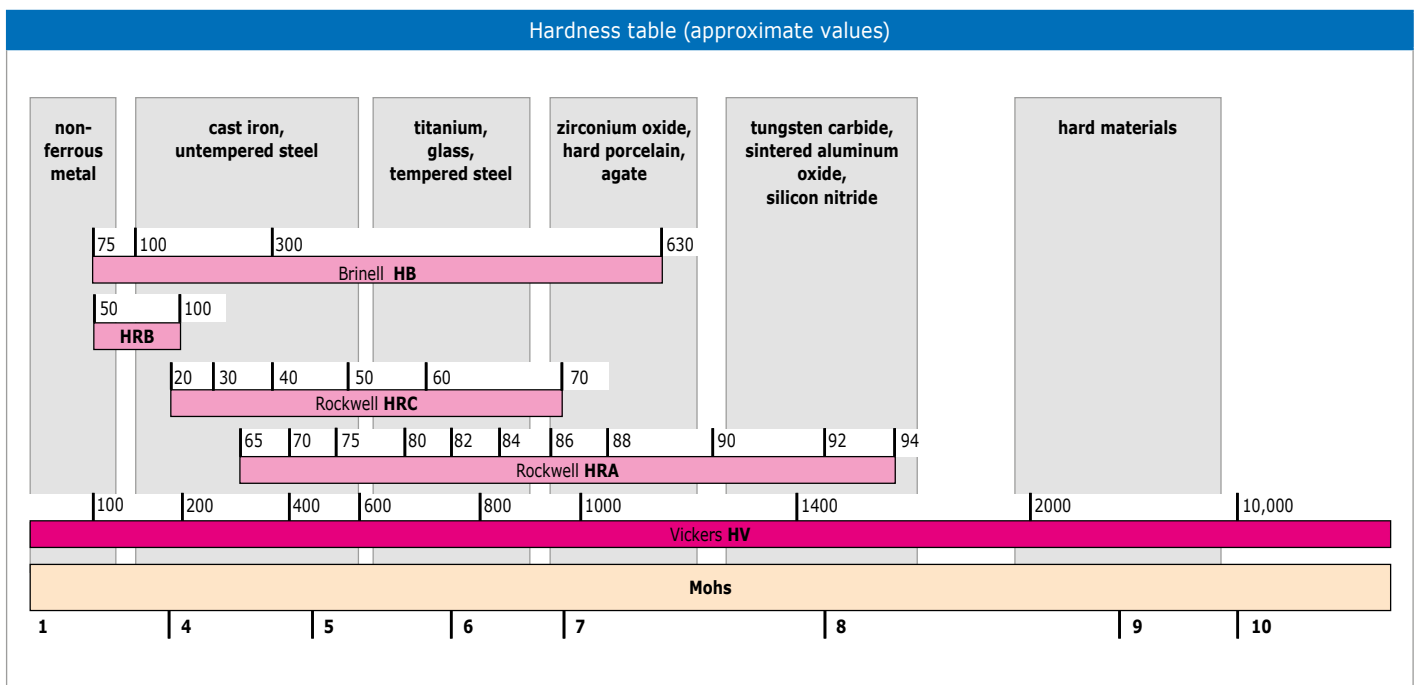 Hardness table (approximate values)
non-
ferrous
metal
cast iron,
untempered steel
titanium,
glass,
tempered steel
zirconium oxide,
hard porcelain,
agate
tungsten carbide,
sintered aluminum
oxide,
silicon nitride
hard materials
75 100 300 630
Brinell HB
50 100
HRB
20 30 40 50 60 70
Rockwell HRC
65 70 75 80 82 84 86 88 90 92 94
Rockwell HRA
100 200 400 600 800 1000 1400 2000 10,000
Vickers HV
Mohs
1 4 5 6 7 8 9 10